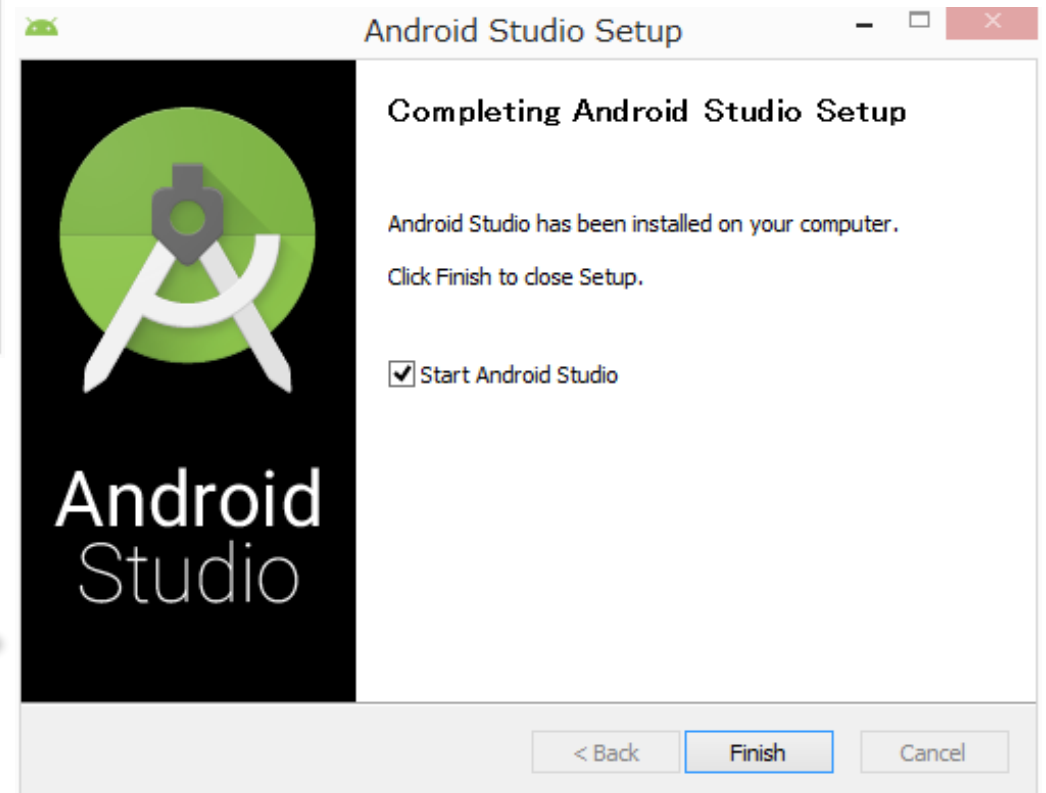 Android Studio Setup
Completing Android Studio Setup
Android Studio has been installed on your computer.
Click Finish to close Setup.
Start Android Studio
Android
Studio
< Back
Finish
Cancel